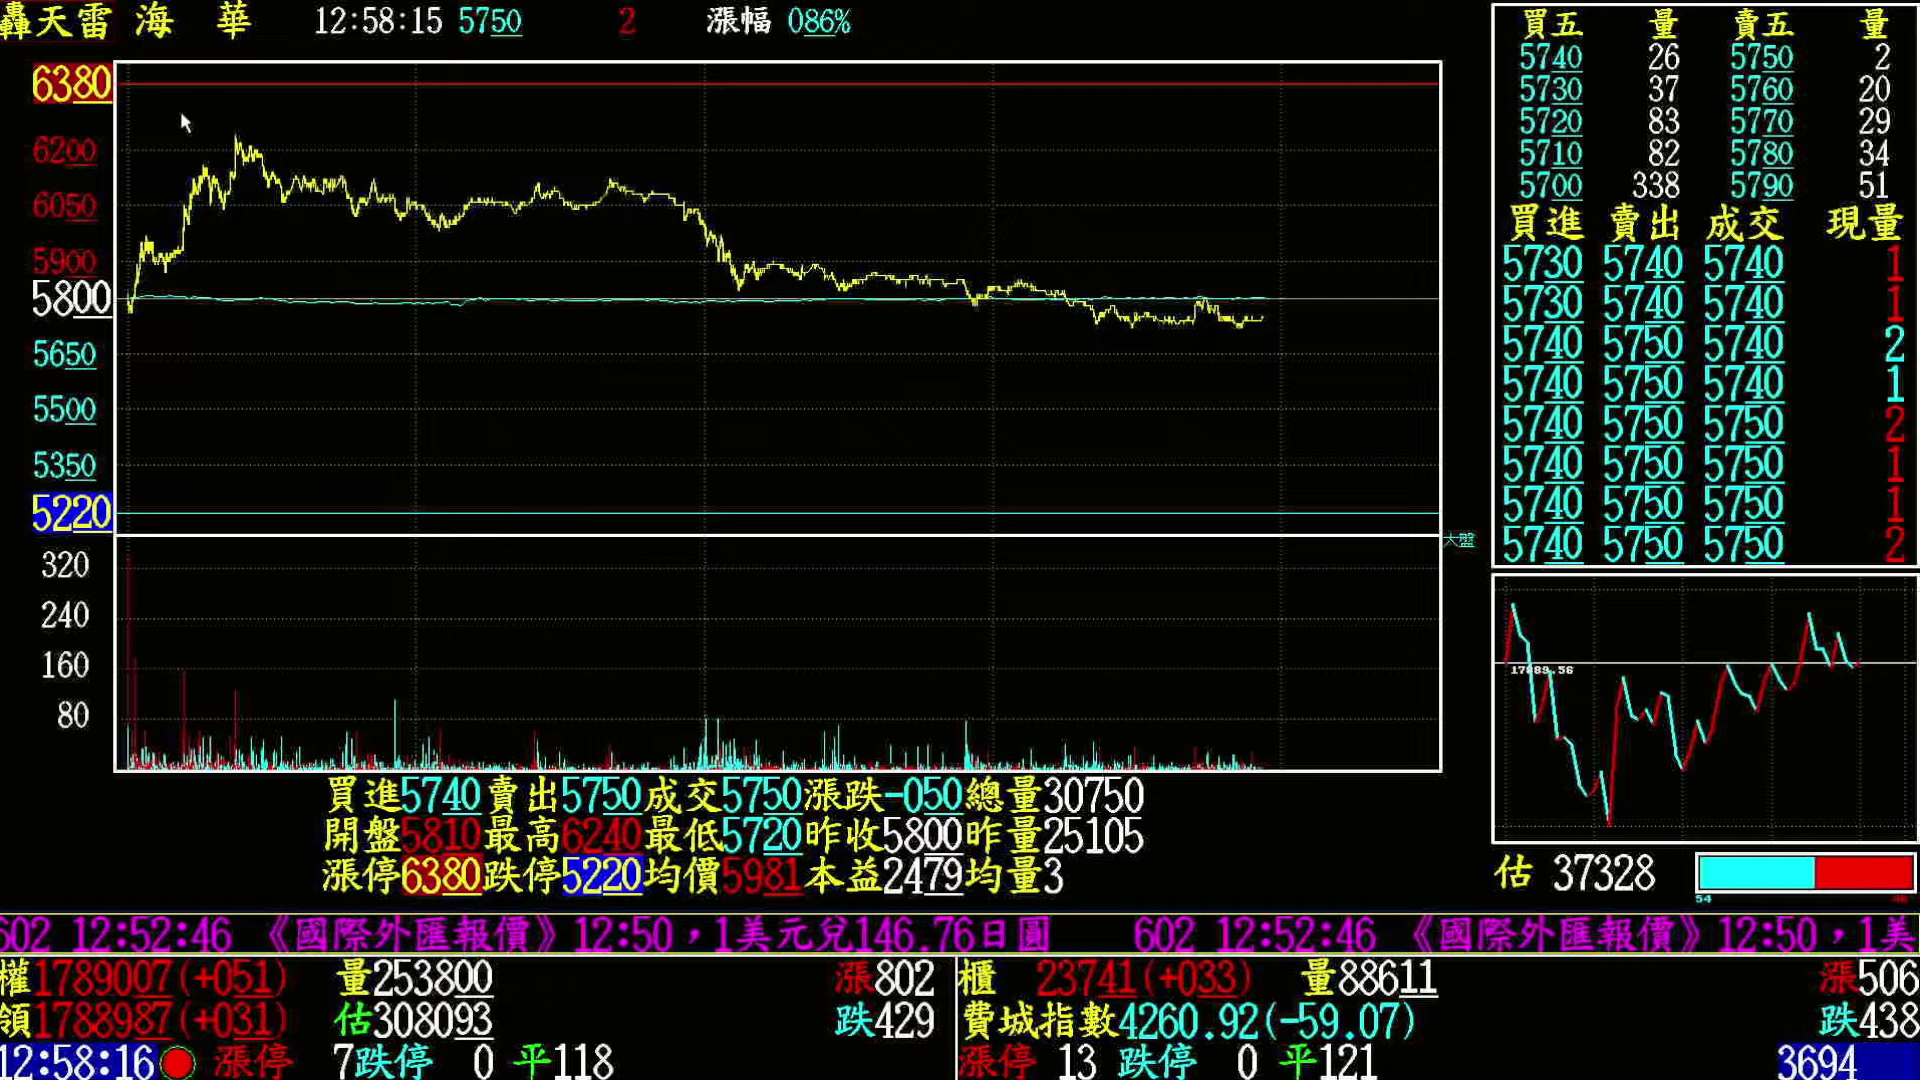 轟天雷 海 華 12:58:15 5750 2 漲幅 086%
6380
6200
6050
5900
5800
5650
5500
5350
5220
大盤
320
240
160
80
買五 量 賣五 量
5740 26 5750 2
5730 37 5760 20
5720 83 5770 29
5710 82 5780 34
5700 338 5790 51
買進 賣出 成交 現量
5730 5740 5740 1
5730 5740 5740 1
5740 5750 5740 2
5740 5750 5740 1
5740 5750 5750 2
5740 5750 5750 1
5740 5750 5750 1
5740 5750 5750 2
17889.56
買進5740賣出5750成交5750漲跌-050總量30750
開盤5810最高6240最低5720昨收5800昨量25105
漲停6380跌停5220均價5981本益2479均量3
估 37328
54 46
602 12:52:46 《國際外匯報價》12:50，1美元兌146.76日圓 602 12:52:46 《國際外匯報價》12:50，1美
權1789007(+051) 量253800 漲802 櫃 23741(+033) 量88611 漲506
領1788987(+031) 估308093 跌429 費城指數4260.92(-59.07) 跌438
12:58:16 漲停 7跌停 0 平118 漲停 13 跌停 0 平121 3694